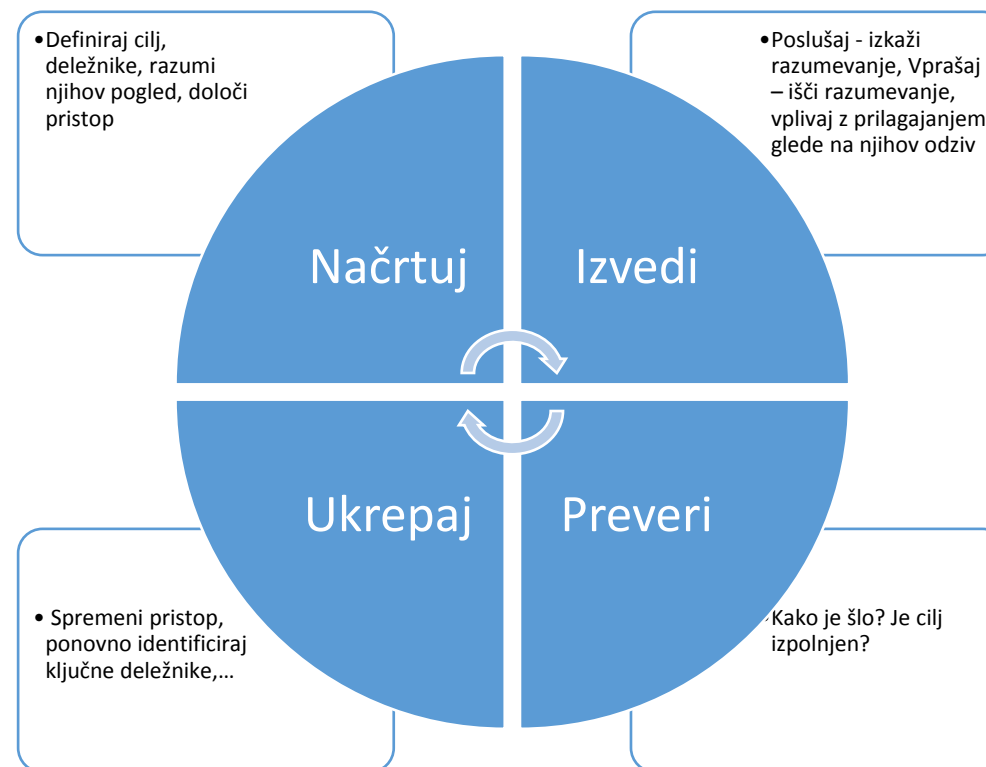 •Definiraj cilj,
deležnike, razumi
njihov pogled, določi
pristop
•Poslušaj - izkaži
razumevanje, Vprašaj
– išči razumevanje,
vplivaj z prilagajanjem
glede na njihov odziv
Načrtuj
Izvedi
Ukrepaj
Preveri
• Spremeni pristop,
ponovno identificiraj
ključne deležnike,...
•Kako je šlo? Je cilj
izpolnjen?